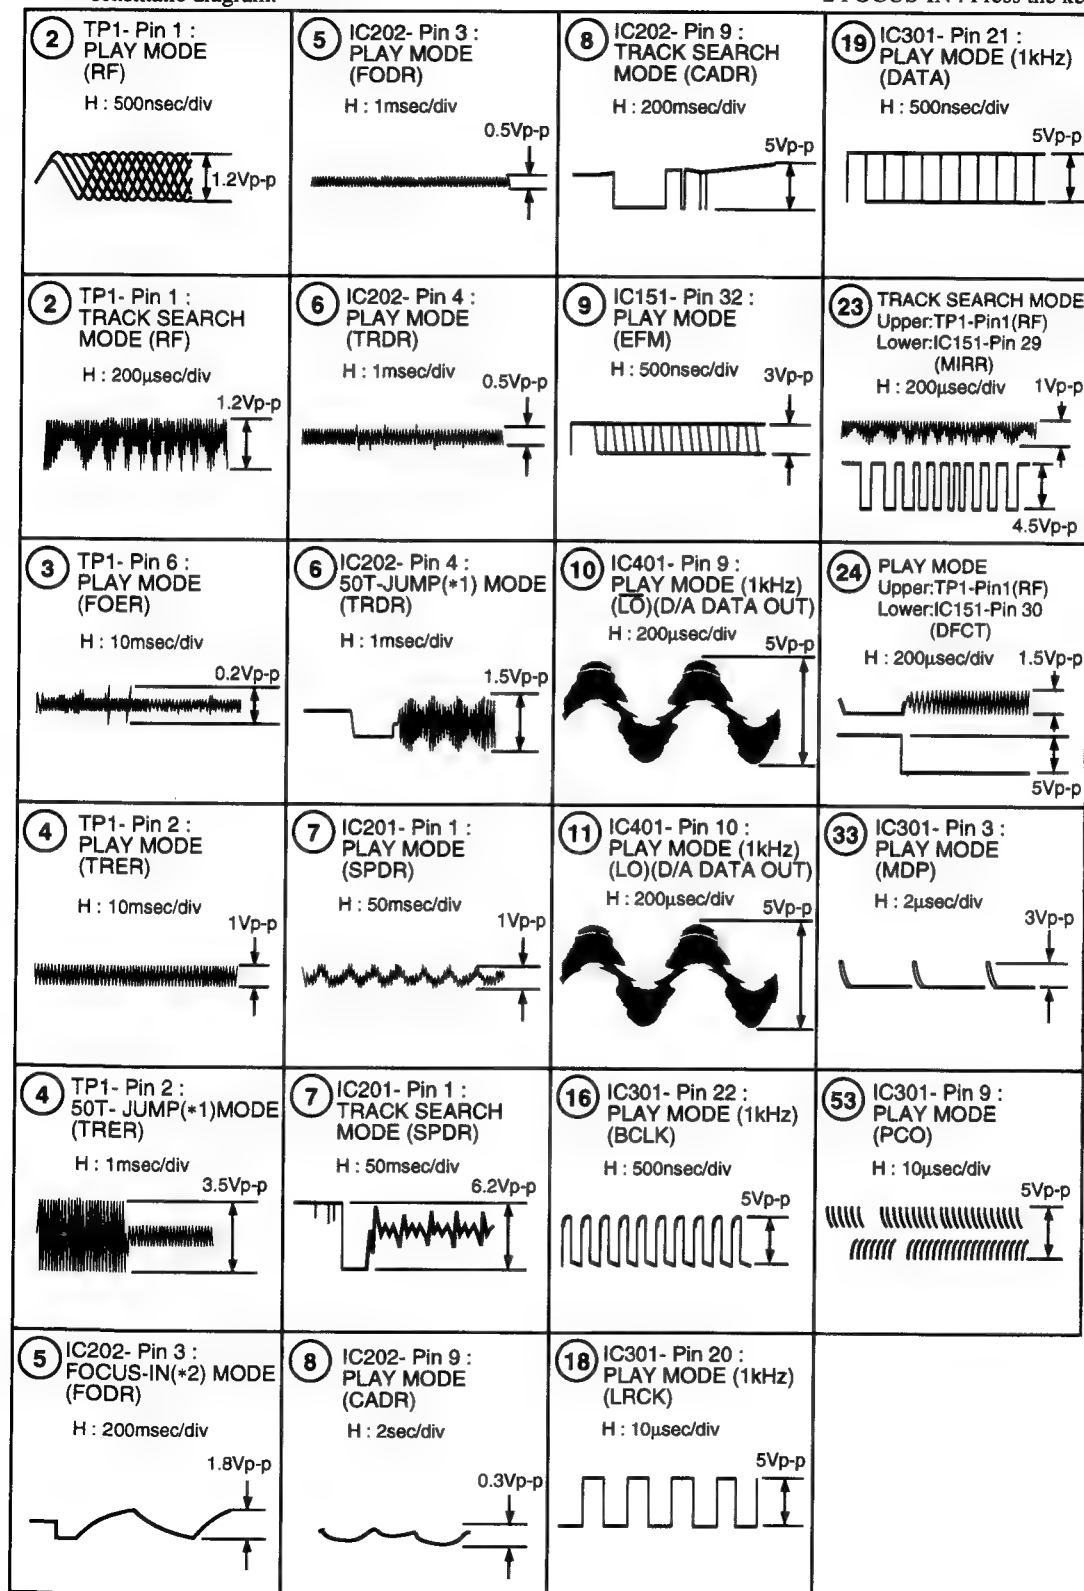 2
TP1- Pin 1 :
PLAY MODE
(RF)
H : 500nsec/div
1.2Vp-p
5
IC202- Pin 3 :
PLAY MODE
(FODR)
H : 1msec/div
0.5Vp-p
8
IC202- Pin 9 :
TRACK SEARCH
MODE (CADR)
H : 200msec/div
5Vp-p
19
IC301- Pin 21 :
PLAY MODE (1kHz)
(DATA)
H : 500nsec/div
5Vp-p
2
TP1- Pin 1 :
TRACK SEARCH
MODE (RF)
H : 200µsec/div
1.2Vp-p
6
IC202- Pin 4 :
PLAY MODE
(TRDR)
H : 1msec/div
0.5Vp-p
9
IC151- Pin 32 :
PLAY MODE
(EFM)
H : 500nsec/div
3Vp-p
23
TRACK SEARCH MODE
Upper:TP1-Pin1(RF)
Lower:IC151-Pin 29
(MIRR)
H : 200µsec/div
1Vp-p
4.5Vp-p
3
TP1- Pin 6 :
PLAY MODE
(FOER)
H : 10msec/div
0.2Vp-p
6
IC202- Pin 4 :
50T-JUMP(*1) MODE
(TRDR)
H : 1msec/div
1.5Vp-p
10
IC401- Pin 9 :
PLAY MODE (1kHz)
(L̅O̅)(D/A DATA OUT)
H : 200µsec/div
5Vp-p
24
PLAY MODE
Upper:TP1-Pin1(RF)
Lower:IC151-Pin 30
(DFCT)
H : 200µsec/div
1.5Vp-p
5Vp-p
4
TP1- Pin 2 :
PLAY MODE
(TRER)
H : 10msec/div
1Vp-p
7
IC201- Pin 1 :
PLAY MODE
(SPDR)
H : 50msec/div
1Vp-p
11
IC401- Pin 10 :
PLAY MODE (1kHz)
(LO)(D/A DATA OUT)
H : 200µsec/div
5Vp-p
33
IC301- Pin 3 :
PLAY MODE
(MDP)
H : 2µsec/div
3Vp-p
4
TP1- Pin 2 :
50T- JUMP(*1)MODE
(TRER)
H : 1msec/div
3.5Vp-p
7
IC201- Pin 1 :
TRACK SEARCH
MODE (SPDR)
H : 50msec/div
6.2Vp-p
16
IC301- Pin 22 :
PLAY MODE (1kHz)
(BCLK)
H : 500nsec/div
5Vp-p
53
IC301- Pin 9 :
PLAY MODE
(PCO)
H : 10µsec/div
5Vp-p
5
IC202- Pin 3 :
FOCUS-IN(*2) MODE
(FODR)
H : 200msec/div
1.8Vp-p
8
IC202- Pin 9 :
PLAY MODE
(CADR)
H : 2sec/div
0.3Vp-p
18
IC301- Pin 20 :
PLAY MODE (1kHz)
(LRCK)
H : 10µsec/div
5Vp-p